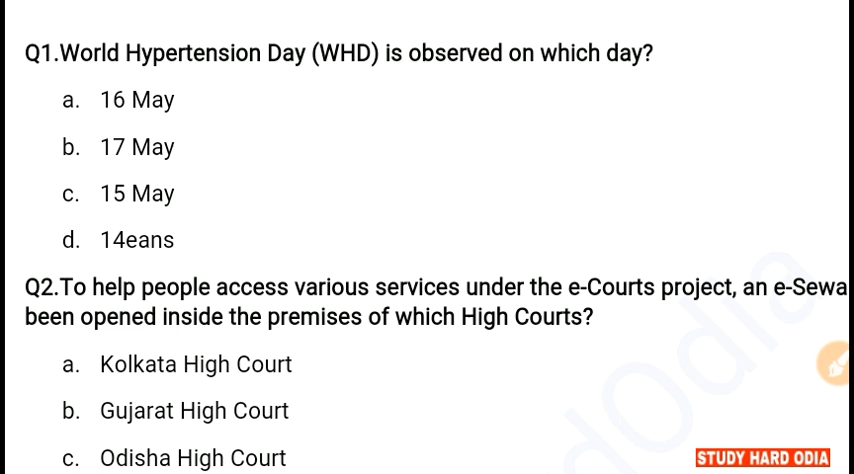 Q1.World Hypertension Day (WHD) is observed on which day?
a. 16 May
b. 17 May
c. 15 May
d. 14eans
Q2.To help people access various services under the e-Courts project, an e-Sewa
been opened inside the premises of which High Courts?
a. Kolkata High Court
b. Gujarat High Court
c. Odisha High Court
STUDY HARD ODIA